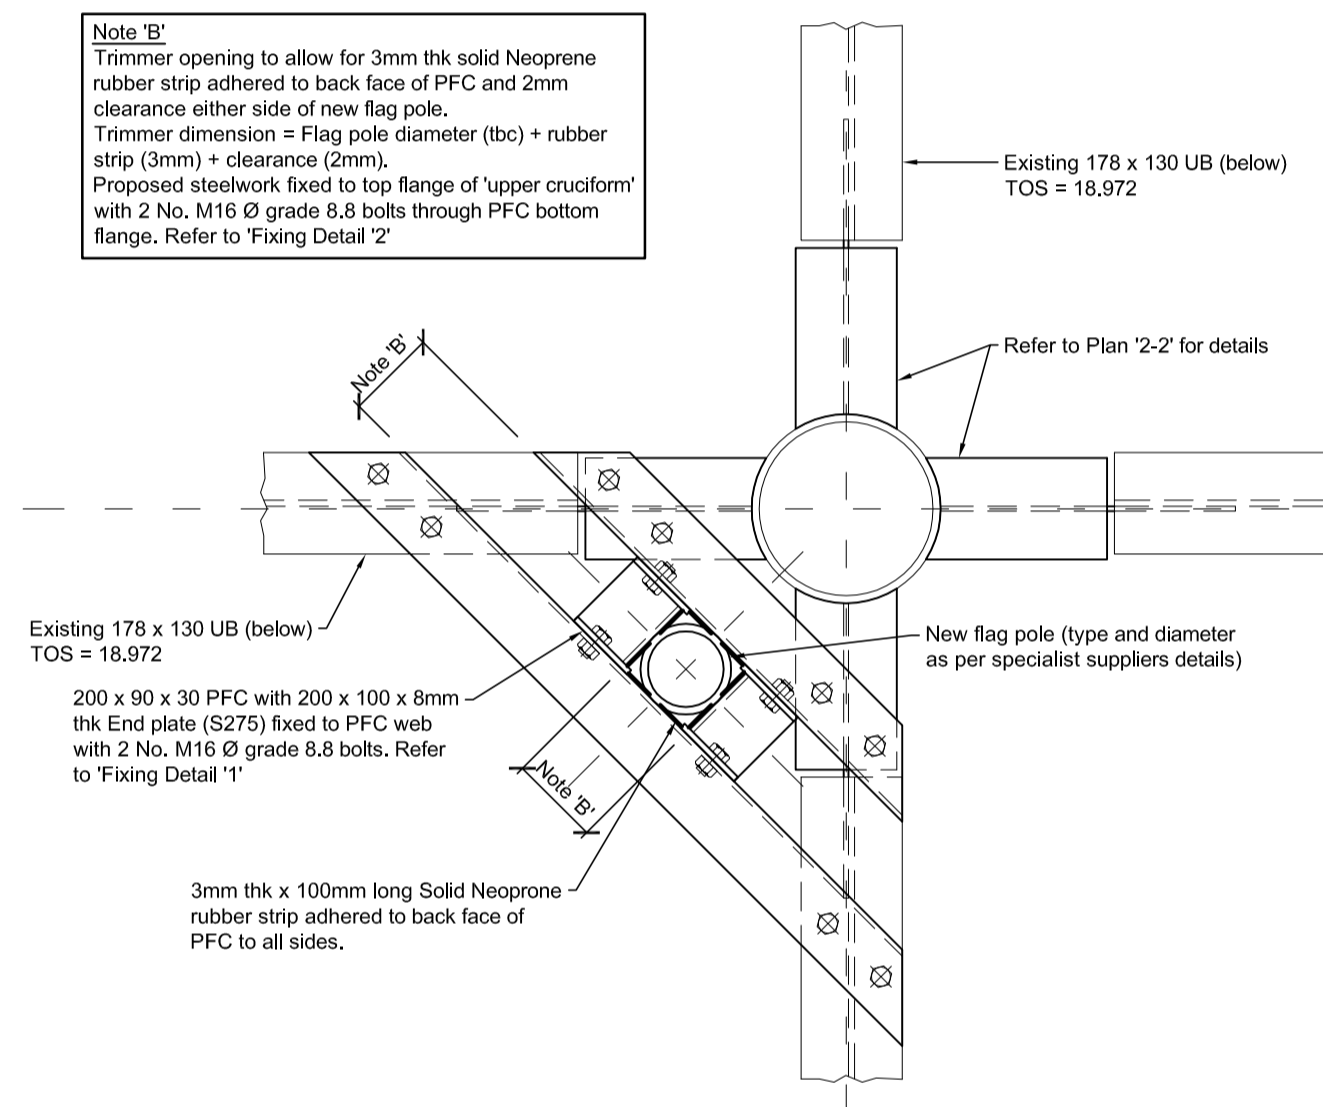 Note 'B'
Trimmer opening to allow for 3mm thk solid Neoprene
rubber strip adhered to back face of PFC and 2mm
clearance either side of new flag pole.
Trimmer dimension = Flag pole diameter (tbc) + rubber
strip (3mm) + clearance (2mm).
Proposed steelwork fixed to top flange of 'upper cruciform'
with 2 No. M16 Ø grade 8.8 bolts through PFC bottom
flange. Refer to 'Fixing Detail '2'
Existing 178 x 130 UB (below)
TOS = 18.972
Refer to Plan '2-2' for details
Note 'B'
Existing 178 x 130 UB (below)
TOS = 18.972
New flag pole (type and diameter
as per specialist suppliers details)
200 x 90 x 30 PFC with 200 x 100 x 8mm
thk End plate (S275) fixed to PFC web
with 2 No. M16 Ø grade 8.8 bolts. Refer
to 'Fixing Detail '1'
Note 'B'
3mm thk x 100mm long Solid Neoprone
rubber strip adhered to back face of
PFC to all sides.